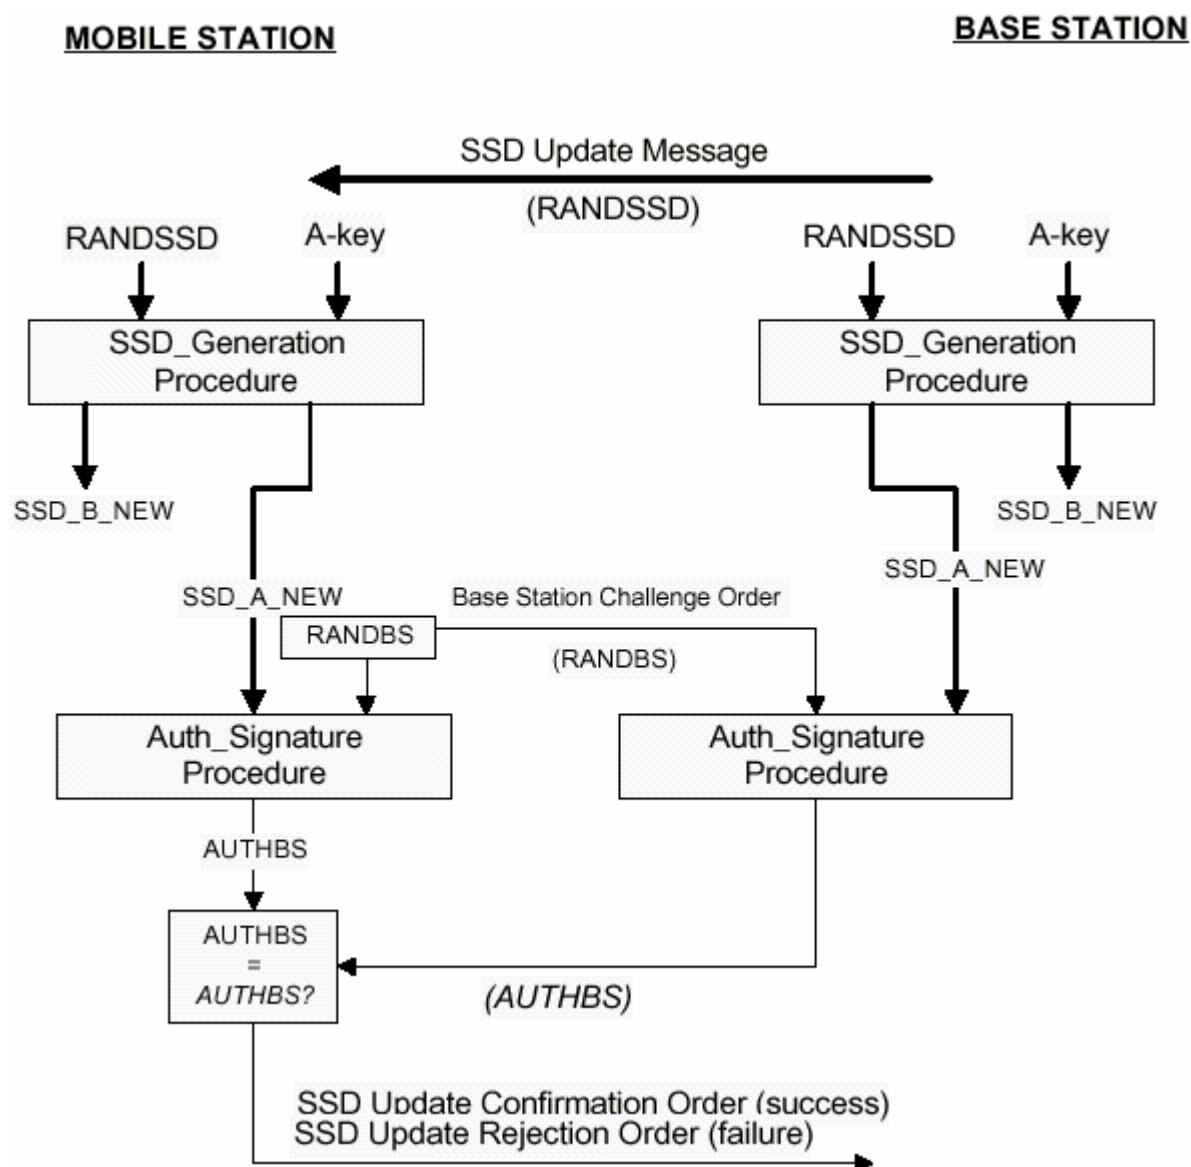 MOBILE STATION
BASE STATION
SSD Update Message
(RANDSSD)
RANDSSD
A-key
RANDSSD
A-key
SSD_Generation
Procedure
SSD_Generation
Procedure
SSD_B_NEW
SSD_B_NEW
SSD_A_NEW
SSD_A_NEW
Base Station Challenge Order
RANDBS
(RANDBS)
Auth_Signature
Procedure
Auth_Signature
Procedure
AUTHBS
AUTHBS
=
AUTHBS?
(AUTHBS)
SSD Update Confirmation Order (success)
SSD Update Rejection Order (failure)